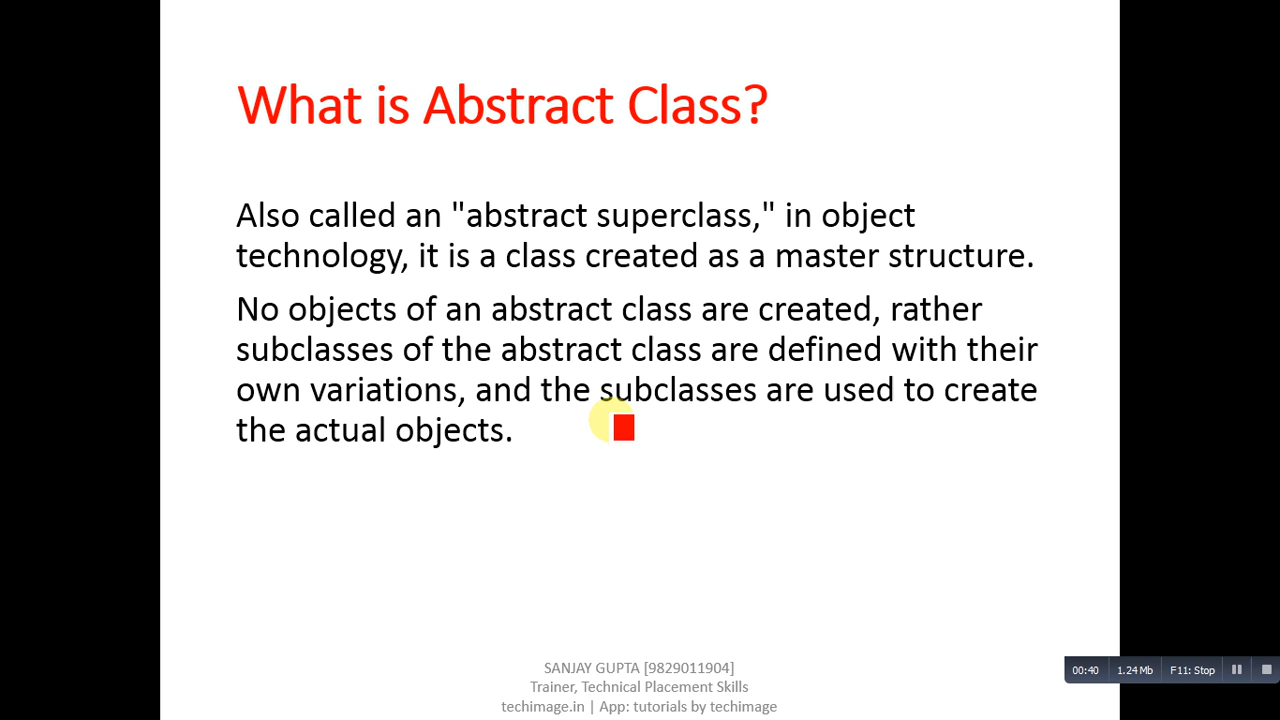 What is Abstract Class?
Also called an "abstract superclass," in object
technology, it is a class created as a master structure.
No objects of an abstract class are created, rather
subclasses of the abstract class are defined with their
own variations, and the subclasses are used to create
the actual objects.
SANJAY GUPTA [9829011904]
Trainer, Technical Placement Skills
techimage.in | App: tutorials by techimage
00:40 1.24 Mb F11: Stop